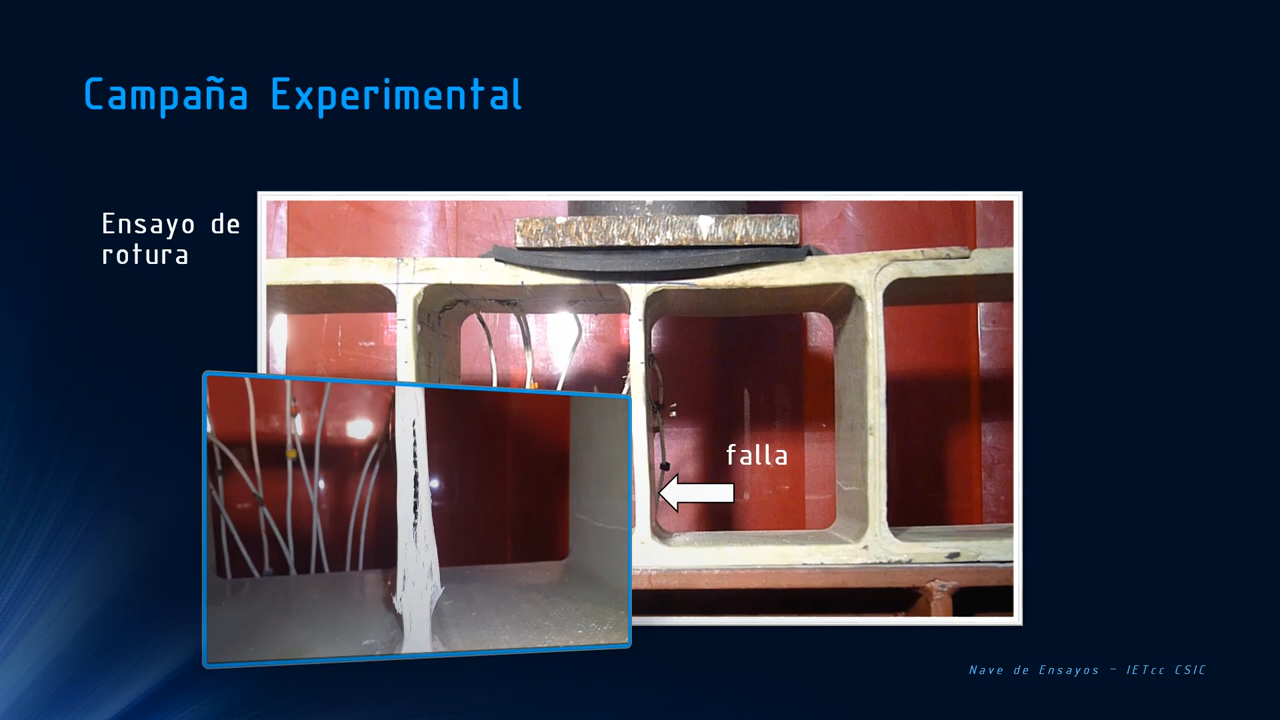 Campaña Experimental
Ensayo de
rotura
falla
Nave de Ensayos – IETcc CSIC